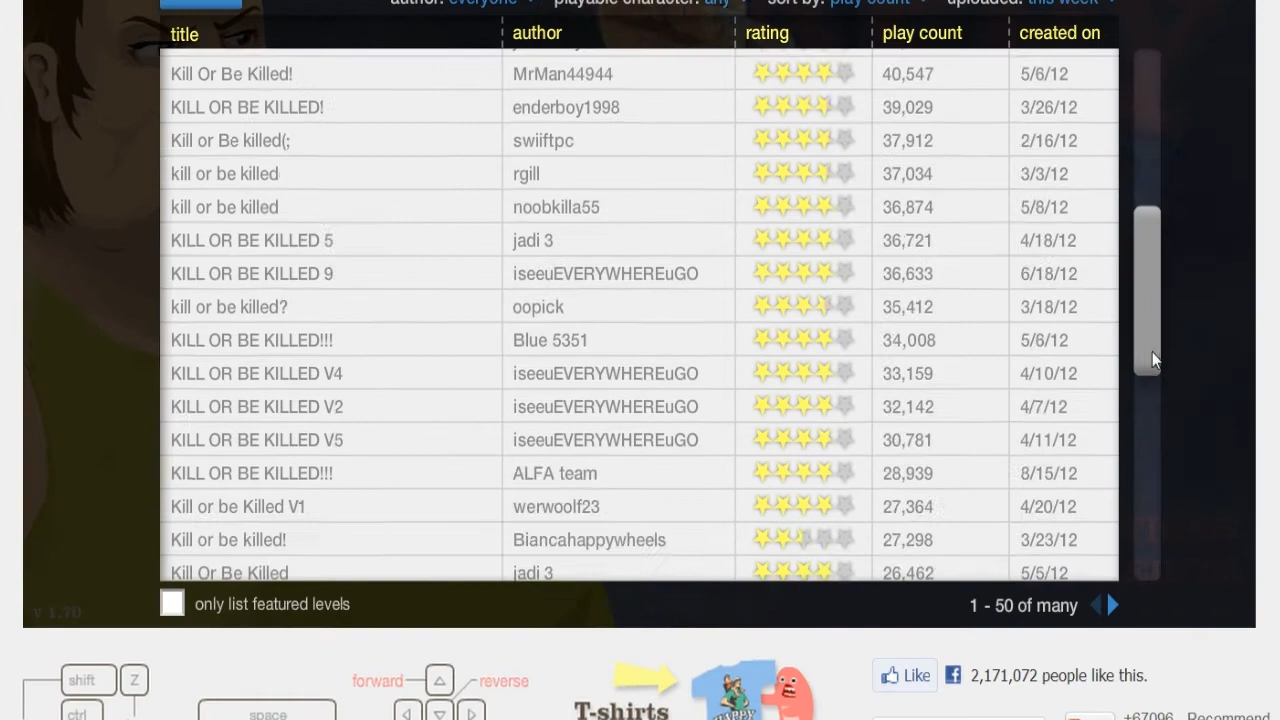 author: everyone playable character: any sort by: play count uploaded: this week
title author rating play count created on
Kill Or Be Killed! MrMan44944 40,547 5/6/12
KILL OR BE KILLED! enderboy1998 39,029 3/26/12
Kill or Be killed(; swiiftpc 37,912 2/16/12
kill or be killed rgill 37,034 3/3/12
kill or be killed noobkilla55 36,874 5/8/12
KILL OR BE KILLED 5 jadi 3 36,721 4/18/12
KILL OR BE KILLED 9 iseeuEVERYWHEREuGO 36,633 6/18/12
kill or be killed? oopick 35,412 3/18/12
KILL OR BE KILLED!!! Blue 5351 34,008 5/6/12
KILL OR BE KILLED V4 iseeuEVERYWHEREuGO 33,159 4/10/12
KILL OR BE KILLED V2 iseeuEVERYWHEREuGO 32,142 4/7/12
KILL OR BE KILLED V5 iseeuEVERYWHEREuGO 30,781 4/11/12
KILL OR BE KILLED!!! ALFA team 28,939 8/15/12
Kill or be Killed V1 werwoolf23 27,364 4/20/12
Kill or be killed! Biancahappywheels 27,298 3/23/12
Kill Or Be Killed jadi 3 26,462 5/5/12
only list featured levels 1 - 50 of many
v 1.70
shift Z forward reverse Like 2,171,072 people like this.
ctrl space T-shirts HAPPY +67096 Recommend